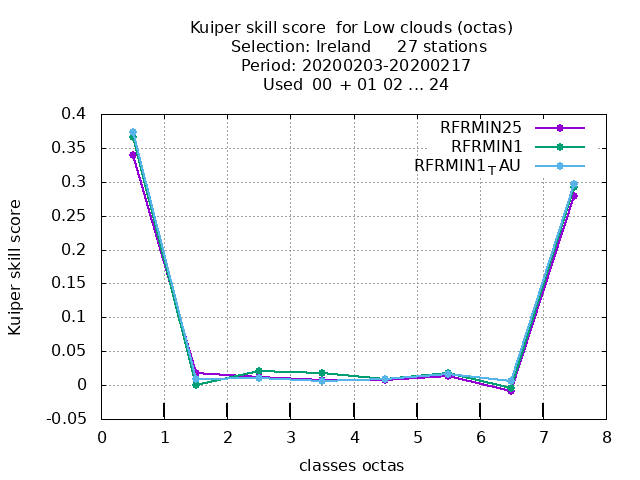 Kuiper skill score  for Low clouds (octas)
Selection: Ireland     27 stations
Period: 20200203-20200217
Used  00 + 01 02 ... 24
0.4
0.35
0.3
0.25
0.2
0.15
0.1
0.05
0
-0.05
Kuiper skill score
RFRMIN25
RFRMIN1
RFRMIN1TAU
0 1 2 3 4 5 6 7 8
classes octas